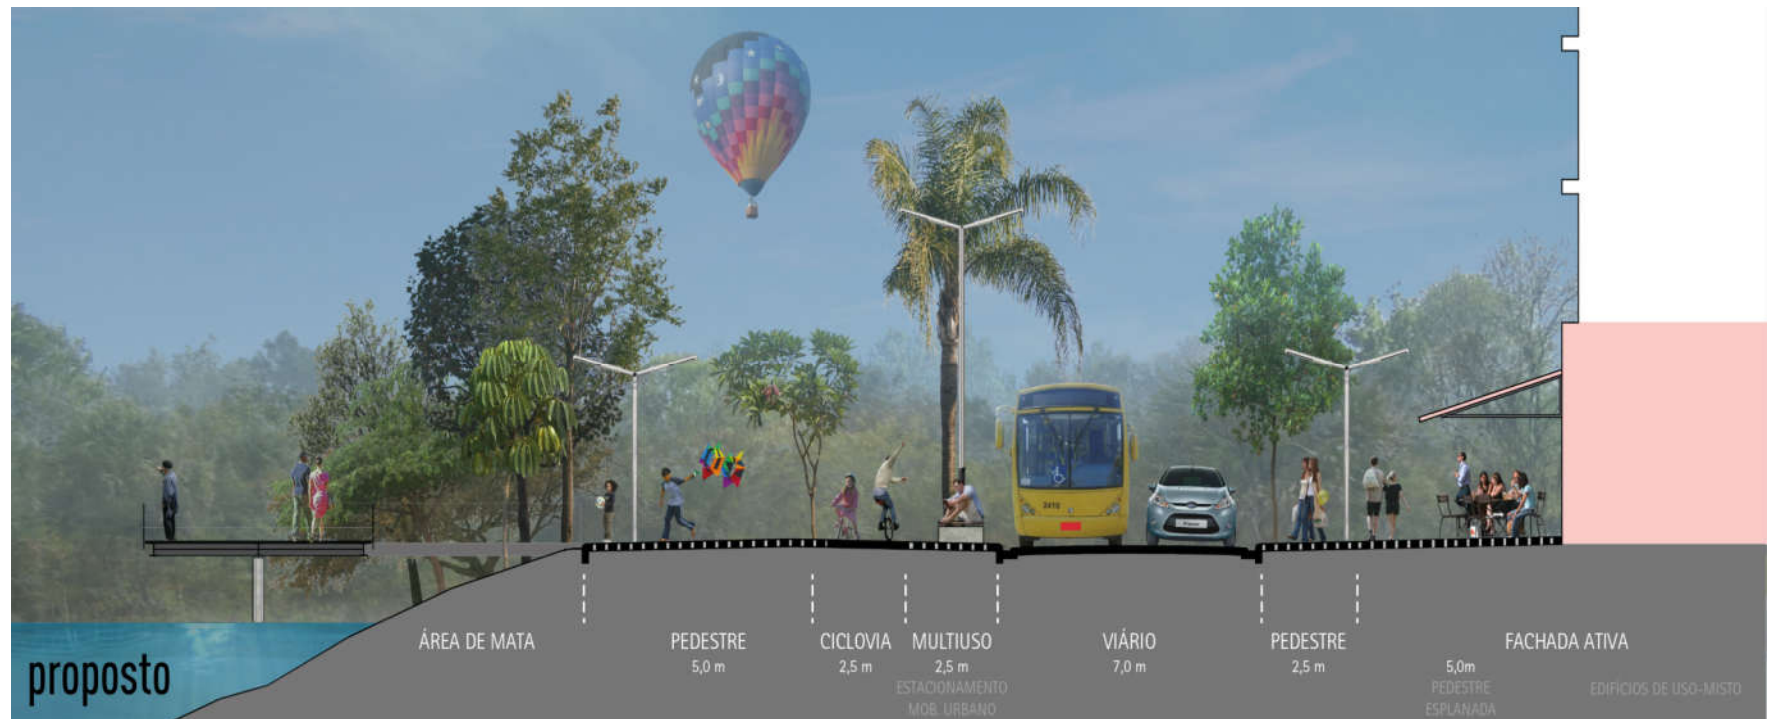 2410
proposto
ÁREA DE MATA
PEDESTRE
5,0 m
CICLOVIA
2,5 m
MULTIUSO
2,5 m
ESTACIONAMENTO
MOB. URBANO
VIÁRIO
7,0 m
PEDESTRE
2,5 m
FACHADA ATIVA
5,0m
PEDESTRE
ESPLANADA
EDIFÍCIOS DE USO-MISTO